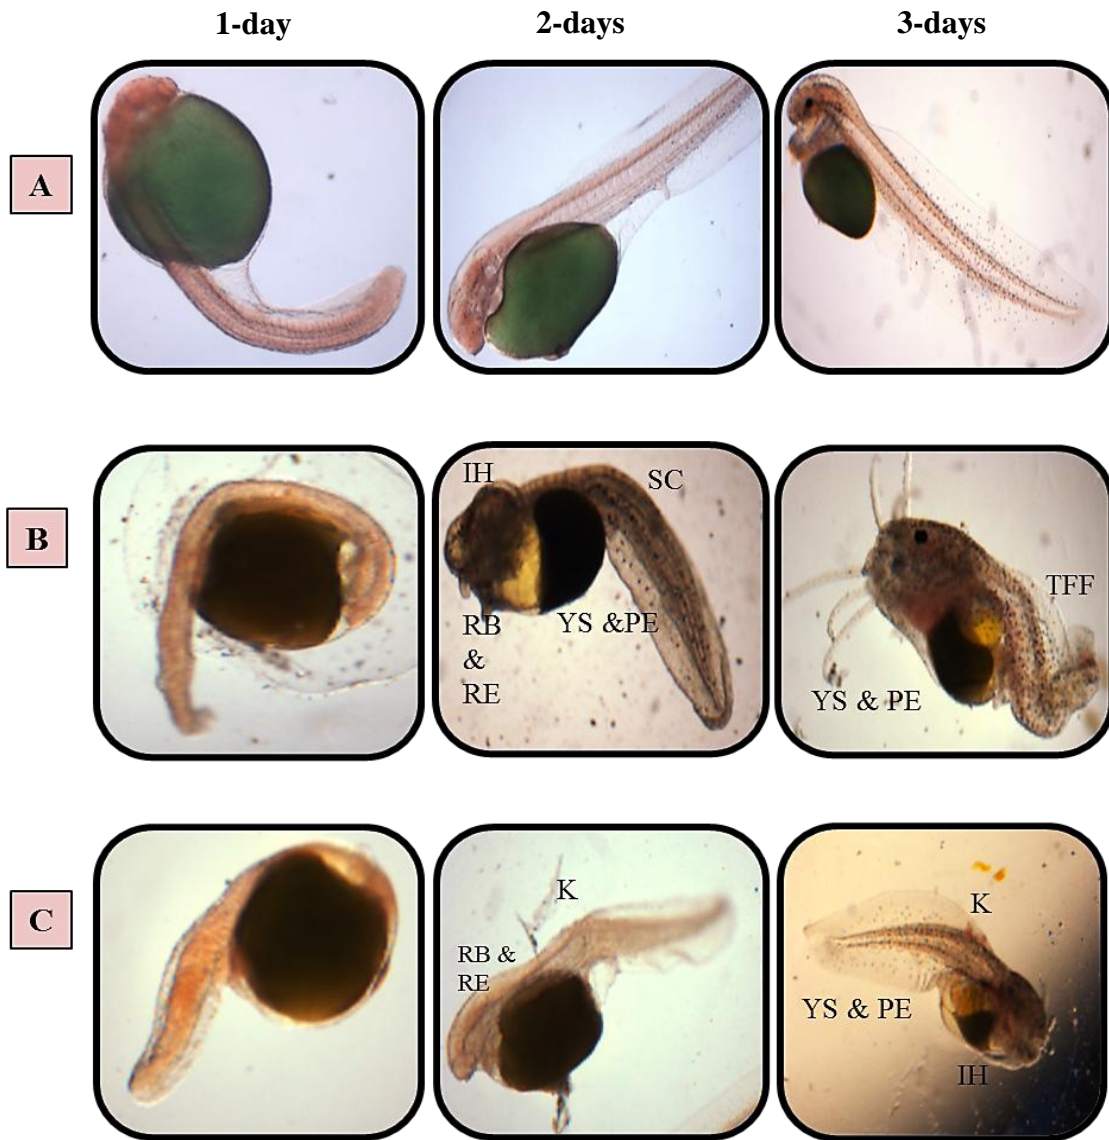 1-day 2-days 3-days
A
B
IH
SC
RB
&
RE
YS &PE
TFF
YS & PE
C
K
RB &
RE
K
YS & PE
IH